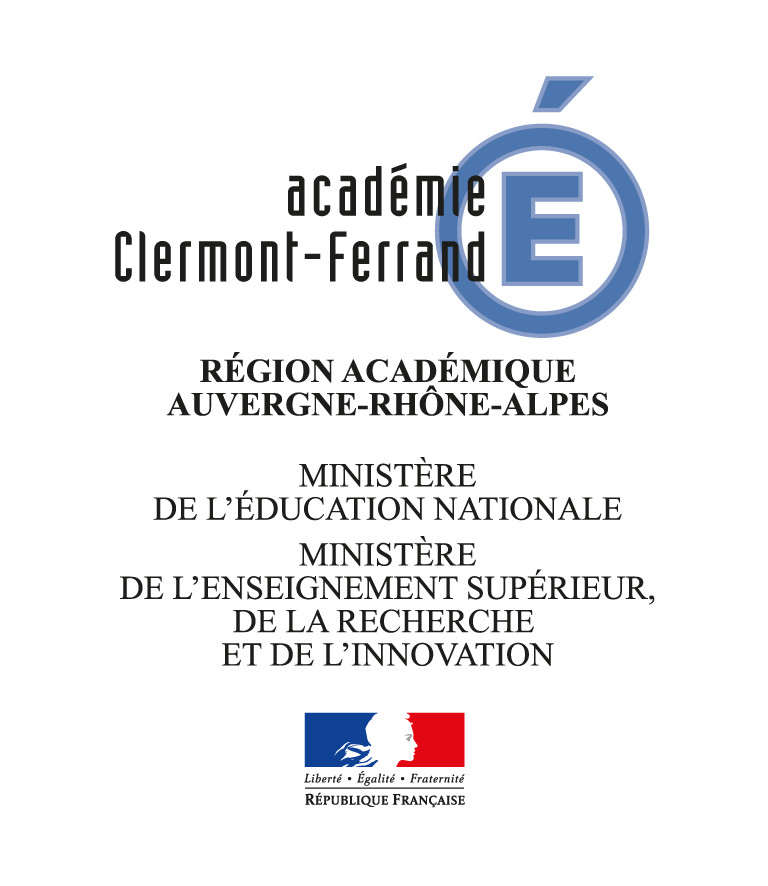 académie
Clermont-Ferrand
É
RÉGION ACADÉMIQUE
AUVERGNE-RHÔNE-ALPES
MINISTÈRE
DE L’ÉDUCATION NATIONALE
MINISTÈRE
DE L’ENSEIGNEMENT SUPÉRIEUR,
DE LA RECHERCHE
ET DE L’INNOVATION
Liberté • Égalité • Fraternité
RÉPUBLIQUE FRANÇAISE